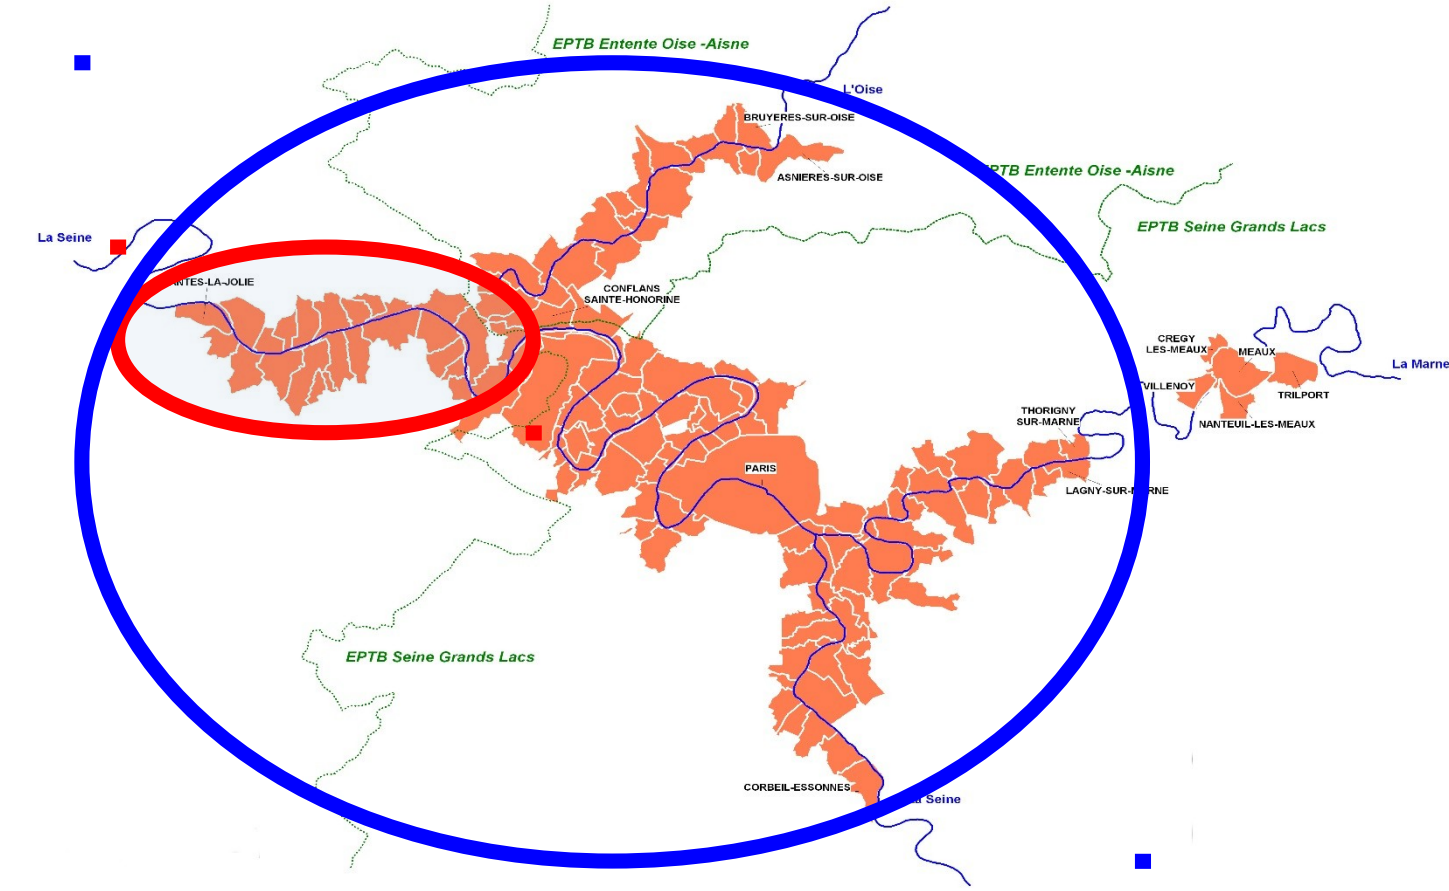 EPTB Entente Oise -Aisne
L'Oise
BRUYERES-SUR-OISE
ASNIERES-SUR-OISE
PTB Entente Oise -Aisne
EPTB Seine Grands Lacs
La Seine
NTES-LA-JOLIE
CONFLANS
SAINTE-HONORINE
CREGY
LES-MEAUX
MEAUX
La Marne
VILLENOY
TRILPORT
THORIGNY
SUR-MARNE
NANTEUIL-LES-MEAUX
PARIS
LAGNY-SUR-MARNE
EPTB Seine Grands Lacs
CORBEIL-ESSONNES
a Seine